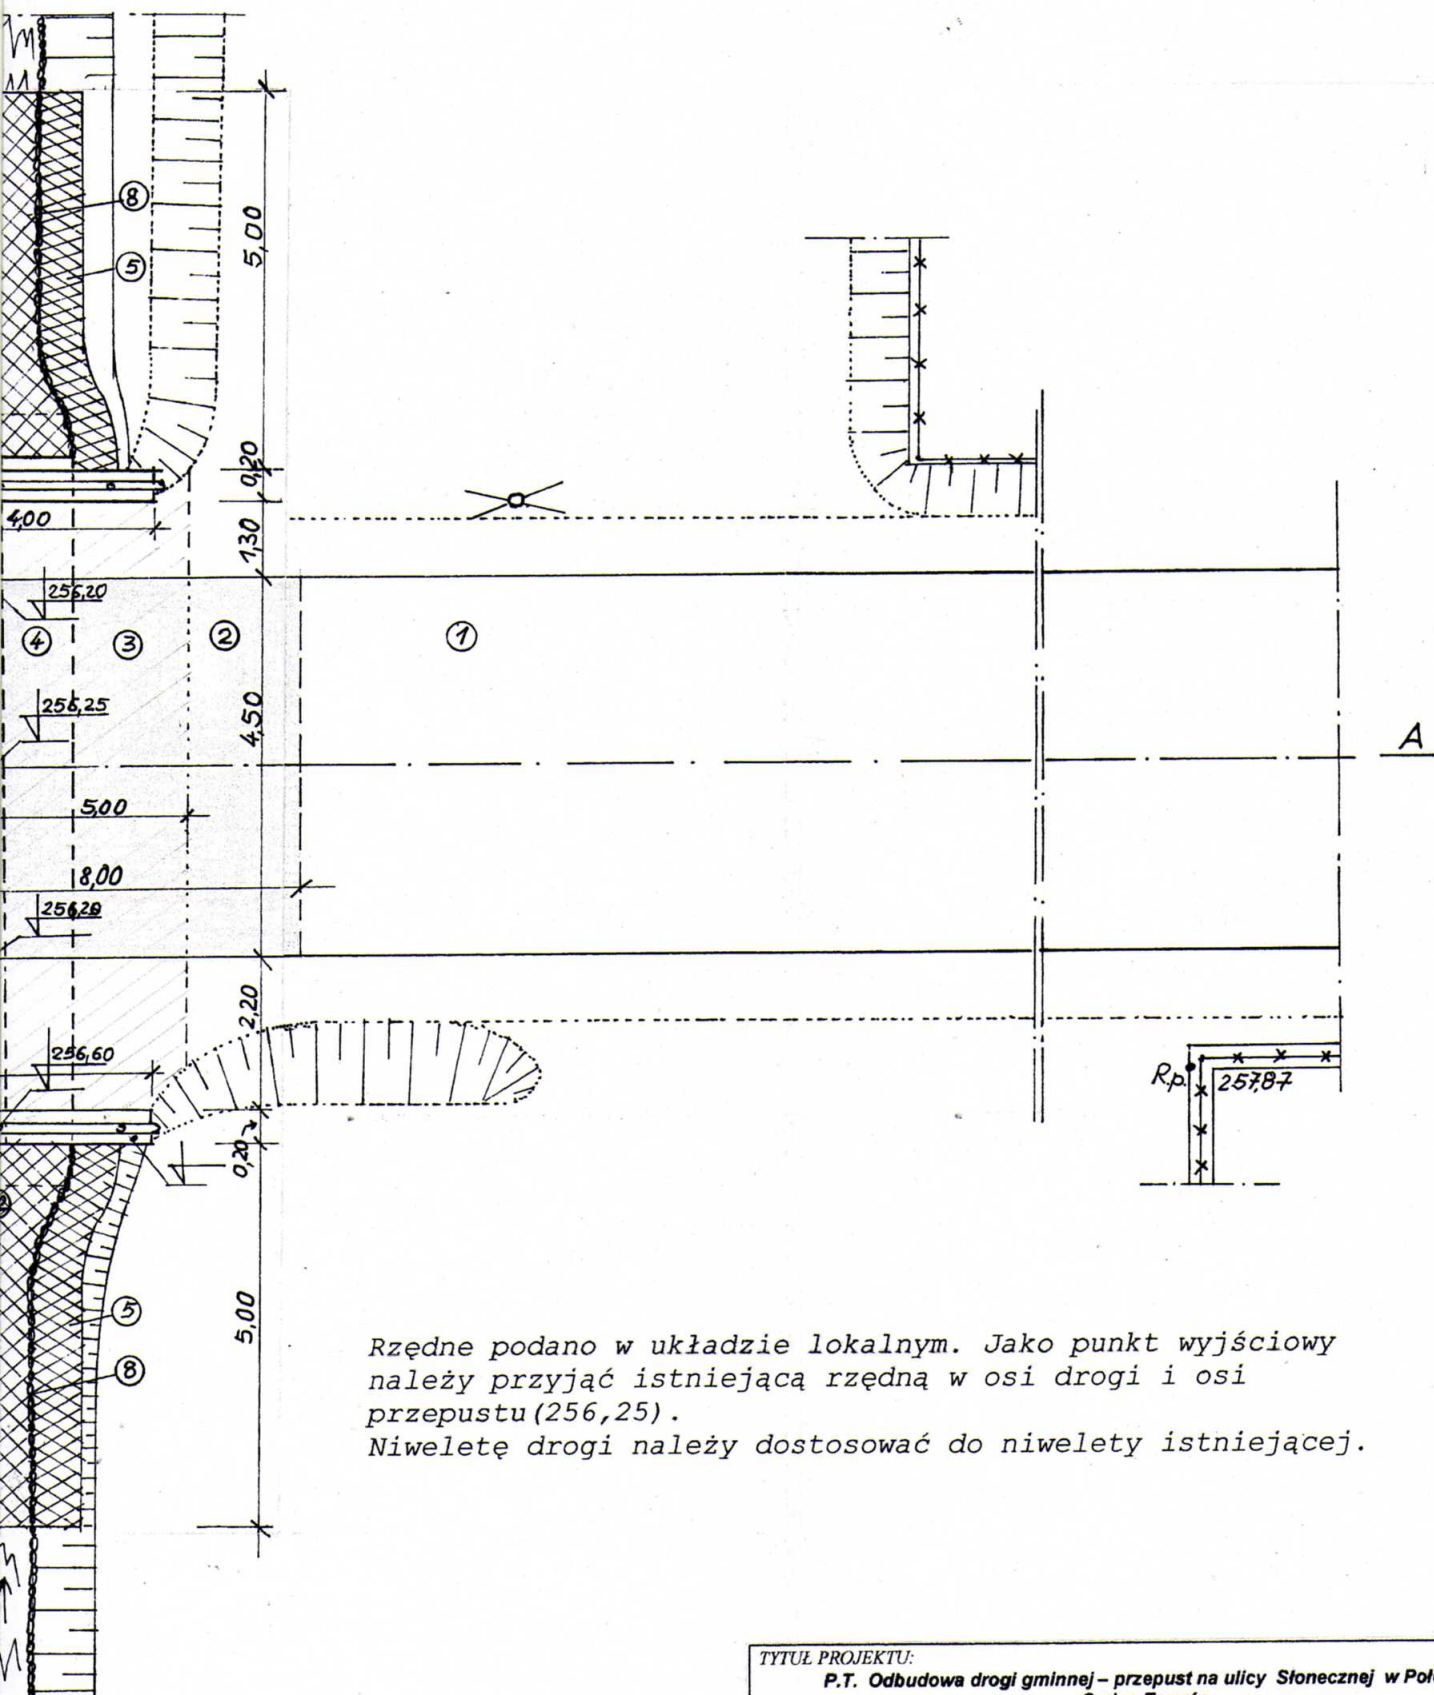 8
5
5,00
0,20
4,00
1,30
256,20
4
3
2
1
256,25
4,50
A
5,00
8,00
256,20
2,20
256,60
R.p. 257,87
0,20
5
5,00
8
Rzędne podano w układzie lokalnym. Jako punkt wyjściowy
należy przyjąć istniejącą rzędną w osi drogi i osi
przepustu(256,25).
Niweletę drogi należy dostosować do niwelety istniejącej.
TYTUŁ PROJEKTU:
P.T. Odbudowa drogi gminnej – przepust na ulicy Słonecznej w